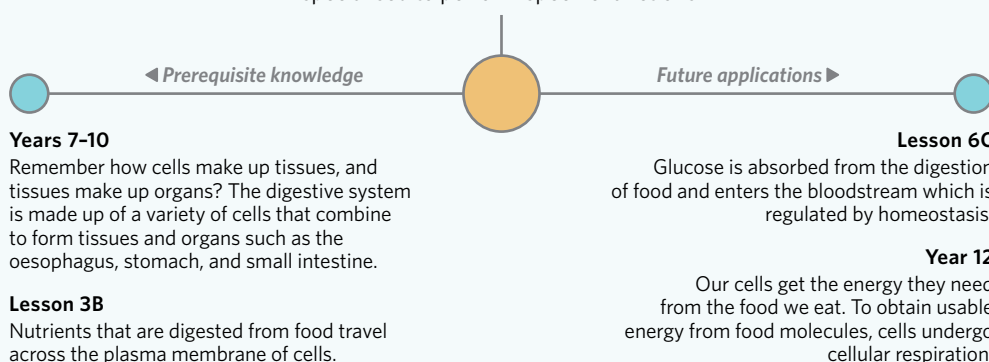 ◀ Prerequisite knowledge
Future applications ▶
Years 7–10
Remember how cells make up tissues, and
tissues make up organs? The digestive system
is made up of a variety of cells that combine
to form tissues and organs such as the
oesophagus, stomach, and small intestine.
Lesson 3B
Nutrients that are digested from food travel
across the plasma membrane of cells.
Lesson 6C
Glucose is absorbed from the digestion
of food and enters the bloodstream which is
regulated by homeostasis
Year 12
Our cells get the energy they need
from the food we eat. To obtain usable
energy from food molecules, cells undergo
cellular respiration